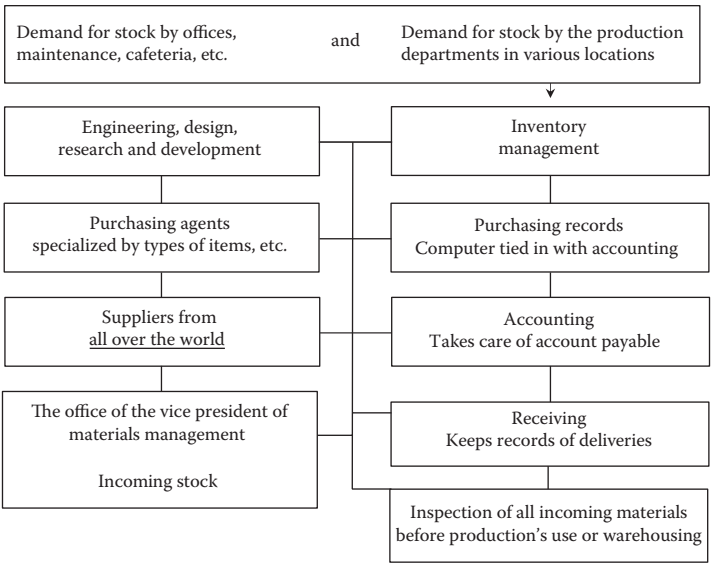 Demand for stock by offices,
maintenance, cafeteria, etc.
and
Demand for stock by the production
departments in various locations
Engineering, design,
research and development
Inventory
management
Purchasing agents
specialized by types of items, etc.
Purchasing records
Computer tied in with accounting
Suppliers from
all over the world
Accounting
Takes care of account payable
The office of the vice president of
materials management
Incoming stock
Receiving
Keeps records of deliveries
Inspection of all incoming materials
before production’s use or warehousing